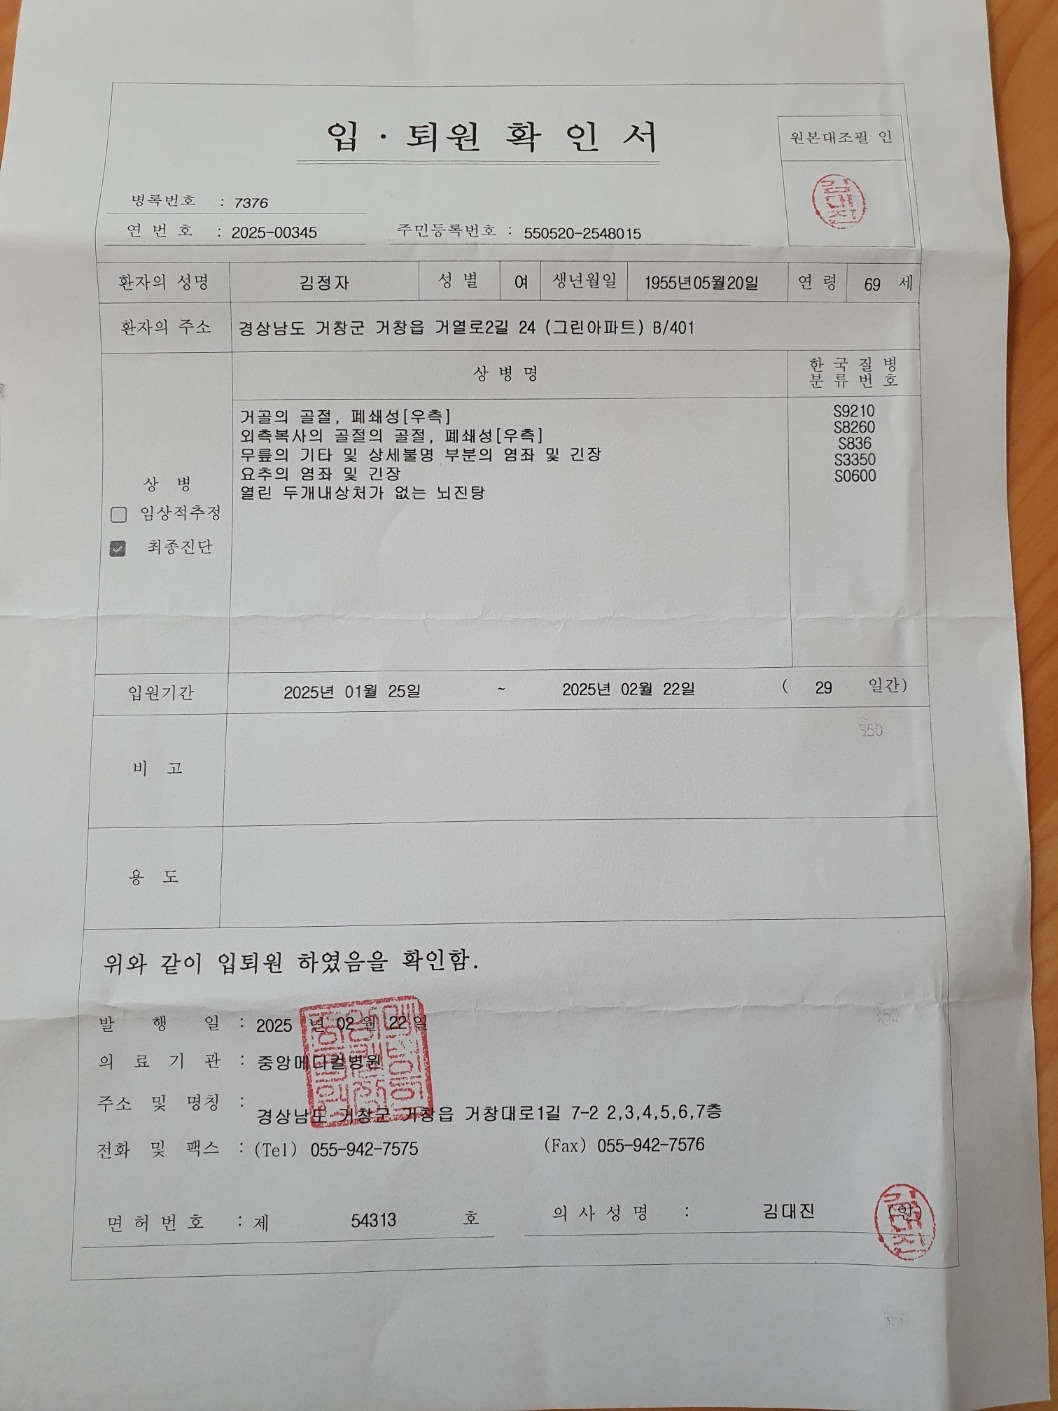 입 · 퇴원 확 인 서
원본대조필 인
김대진
병록번호 : 7376
연 번 호 : 2025-00345 주민등록번호 : 550520-2548015
환자의 성명 김정자 성 별 여 생년월일 1955년05월20일 연 령 69 세
환자의 주소 경상남도 거창군 거창읍 거열로2길 24 (그린아파트) B/401
상 병 명 한 국 질 병 분 류 번 호
거골의 골절, 폐쇄성[우측] S9210
외측복사의 골절의 골절, 폐쇄성[우측] S8260
무릎의 기타 및 상세불명 부분의 염좌 및 긴장 S836
요추의 염좌 및 긴장 S3350
열린 두개내상처가 없는 뇌진탕 S0600
상 병
임상적추정
최종진단
입원기간 2025년 01월 25일 ~ 2025년 02월 22일 ( 29 일간)
비 고
용 도
위와 같이 입퇴원 하였음을 확인함.
발 행 일 : 2025 년 02 월 22 일
의 료 기 관 : 중앙메디컬병원
주소 및 명칭 : 경상남도 거창군 거창읍 거창대로1길 7-2 2,3,4,5,6,7층
전화 및 팩스 : (Tel) 055-942-7575 (Fax) 055-942-7576
면 허 번 호 : 제 54313 호 의 사 성 명 : 김대진 (인)